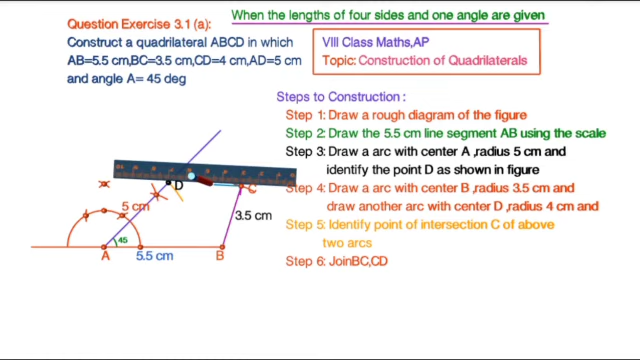 When the lengths of four sides and one angle are given
Question Exercise 3.1 (a):
Construct a quadrilateral ABCD in which
AB=5.5 cm,BC=3.5 cm,CD=4 cm,AD=5 cm
and angle A= 45 deg
VIII Class Maths,AP
Topic: Construction of Quadrilaterals
Steps to Construction :
Step 1: Draw a rough diagram of the figure
Step 2: Draw the 5.5 cm line segment AB using the scale
Step 3: Draw a arc with center A ,radius 5 cm and
identify the point D as shown in figure
Step 4: Draw a arc with center B ,radius 3.5 cm and
draw another arc with center D ,radius 4 cm and
Step 5: Identify point of intersection C of above
two arcs
Step 6: JoinBC,CD
D
C
5 cm
3.5 cm
45
A
5.5 cm
B